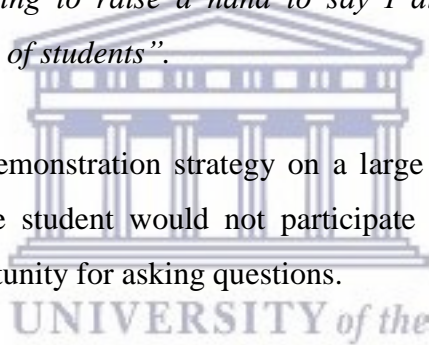 ing to raise a hand to say I a
of students”.
emonstration strategy on a large
e student would not participate
tunity for asking questions.
UNIVERSITY of the